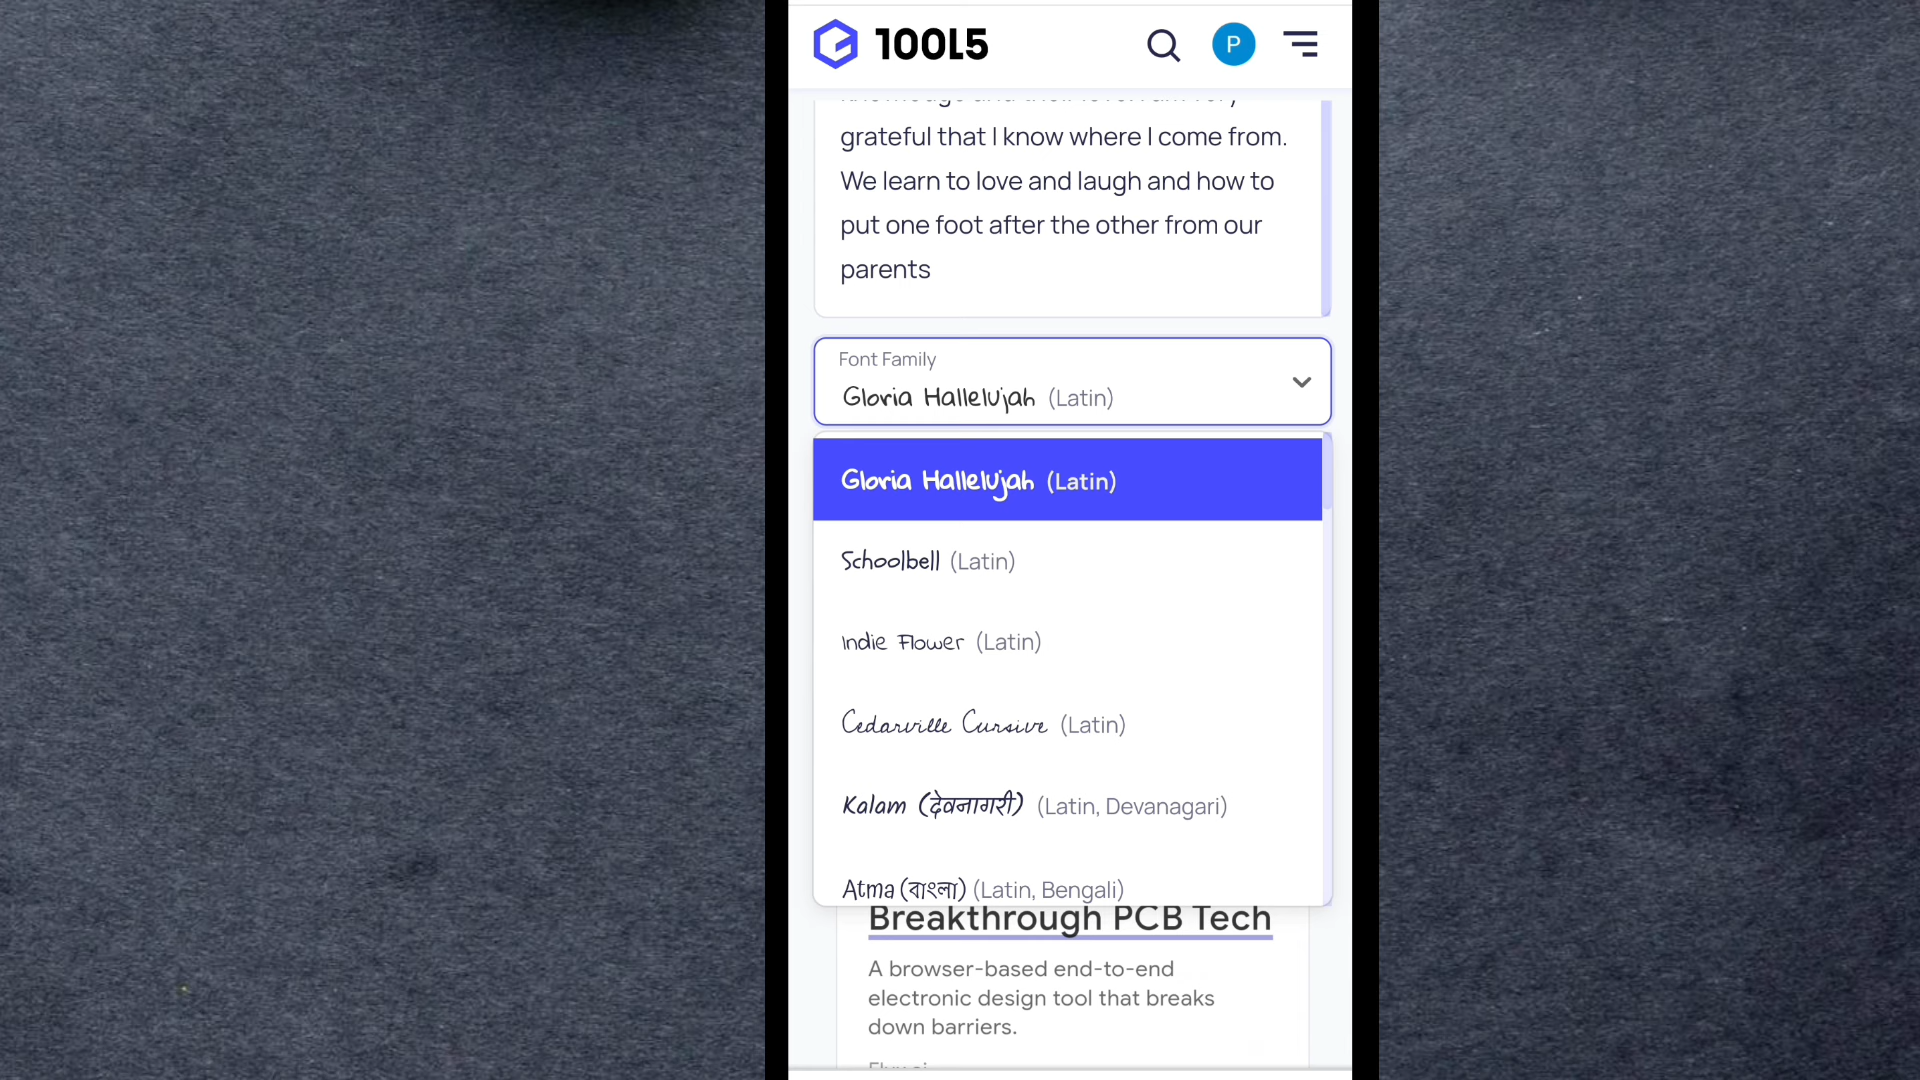 10015
P
grateful that I know where I come from.
We learn to love and laugh and how to
put one foot after the other from our
parents
Font Family
Gloria Hallelujah (Latin)
Gloria Hallelujah (Latin)
Schoolbell (Latin)
Indie Flower (Latin)
Cedarville Cursive (Latin)
Kalam (देवनागरी) (Latin, Devanagari)
Atma (বাংলা) (Latin, Bengali)
Breakthrough PCB Tech
A browser-based end-to-end
electronic design tool that breaks
down barriers.